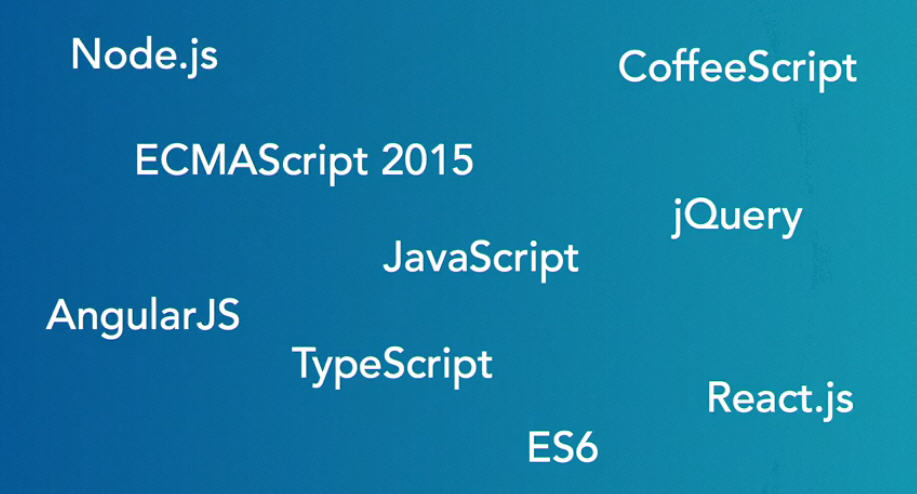 Node.js
CoffeeScript
ECMAScript 2015
jQuery
JavaScript
AngularJS
TypeScript
React.js
ES6